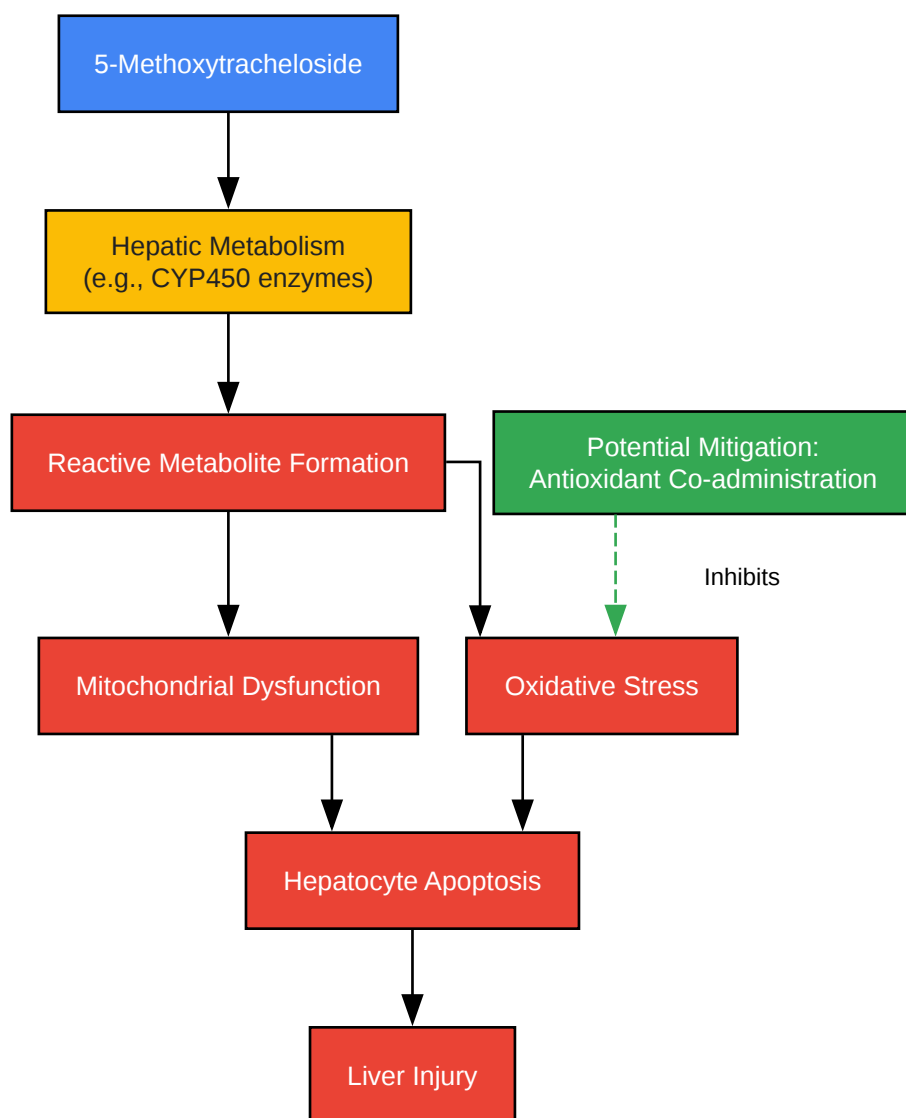 5-Methoxytracheloside
Hepatic Metabolism
(e.g., CYP450 enzymes)
Reactive Metabolite Formation
Potential Mitigation:
Antioxidant Co-administration
Inhibits
Mitochondrial Dysfunction
Oxidative Stress
Hepatocyte Apoptosis
Liver Injury